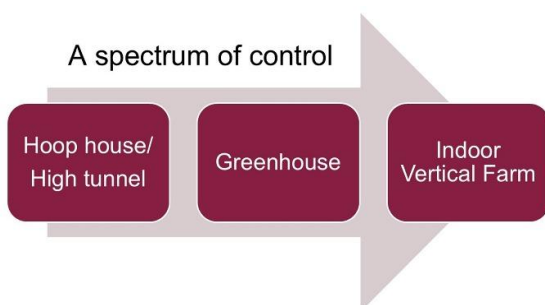 A spectrum of control
Hoop house/
High tunnel
Greenhouse
Indoor
Vertical Farm